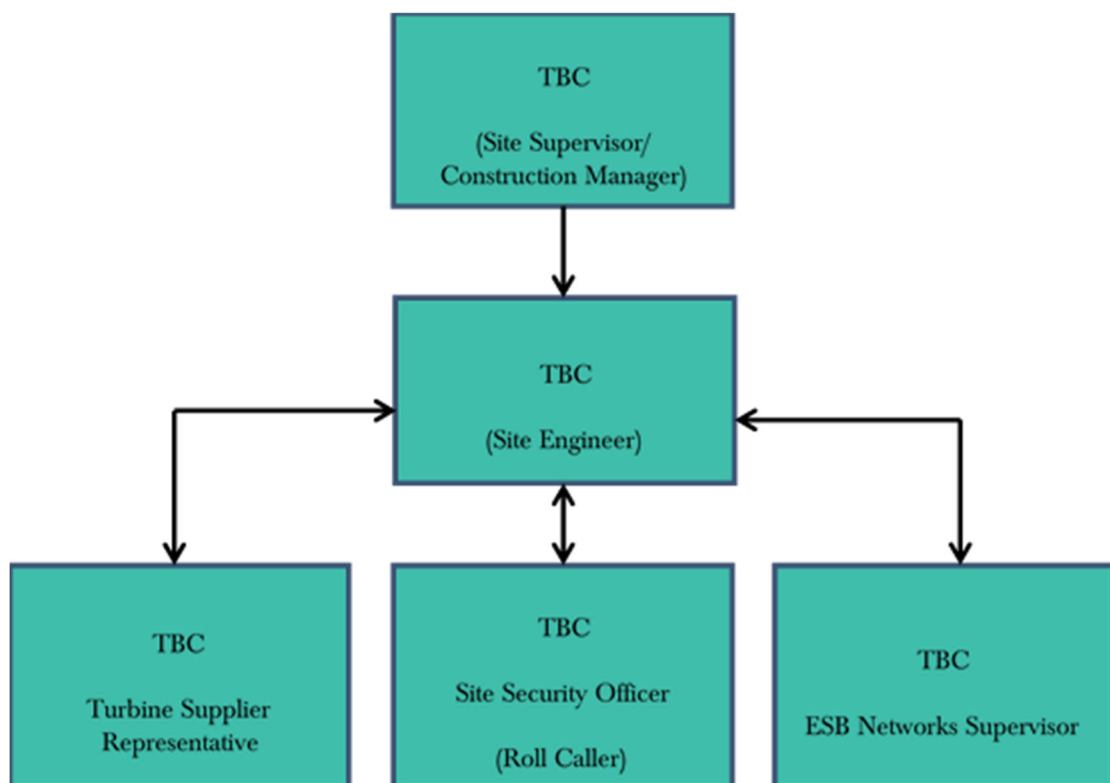 TBC
(Site Supervisor/
Construction Manager)
TBC
(Site Engineer)
TBC
Turbine Supplier
Representative
TBC
Site Security Officer
(Roll Caller)
TBC
ESB Networks Supervisor